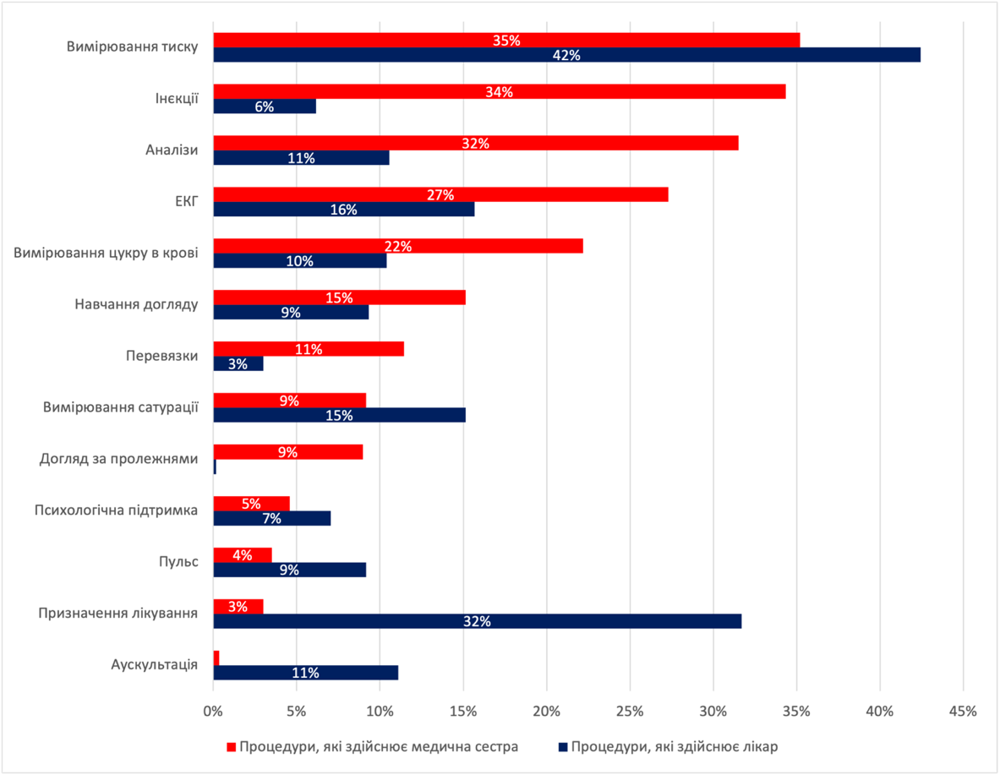 Вимірювання тиску
35%
42%
Інєкції
34%
6%
Аналізи
32%
11%
ЕКГ
27%
16%
Вимірювання цукру в крові
22%
10%
Навчання догляду
15%
9%
Перевязки
11%
3%
Вимірювання сатурації
9%
15%
Догляд за пролежнями
9%
Психологічна підтримка
5%
7%
Пульс
4%
9%
Призначення лікування
3%
32%
Аускультація
11%
0% 5% 10% 15% 20% 25% 30% 35% 40% 45%
Процедури, які здійснює медична сестра Процедури, які здійснює лікар